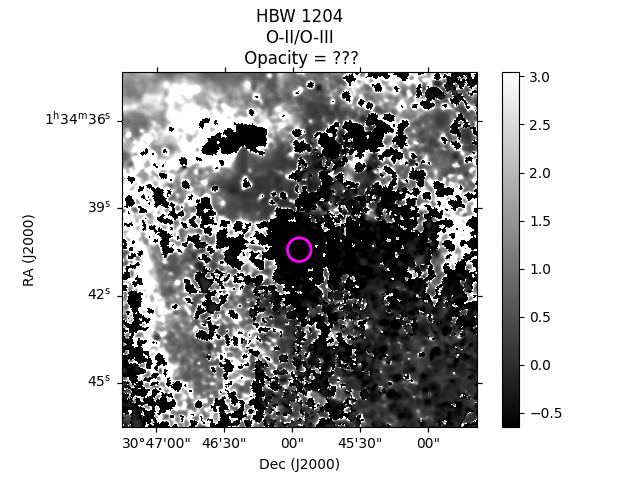 HBW 1204
O-II/O-III
Opacity = ???
1h34m36s
39s
42s
45s
RA (J2000)
30°47'00" 46'30" 00" 45'30" 00"
Dec (J2000)
3.0
2.5
2.0
1.5
1.0
0.5
0.0
−0.5